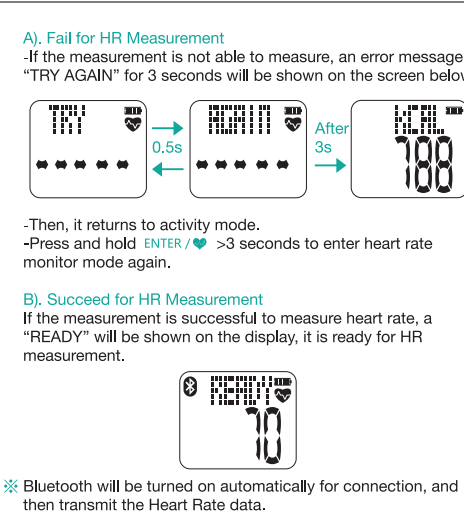 A). Fail for HR Measurement
-If the measurement is not able to measure, an error message
“TRY AGAIN” for 3 seconds will be shown on the screen below
TRY
0.5s
AGAIN
After
3s
KCAL
788
-Then, it returns to activity mode.
-Press and hold ENTER / >3 seconds to enter heart rate
monitor mode again.
B). Succeed for HR Measurement
If the measurement is successful to measure heart rate, a
“READY” will be shown on the display, it is ready for HR
measurement.
READY
70
※ Bluetooth will be turned on automatically for connection, and
then transmit the Heart Rate data.